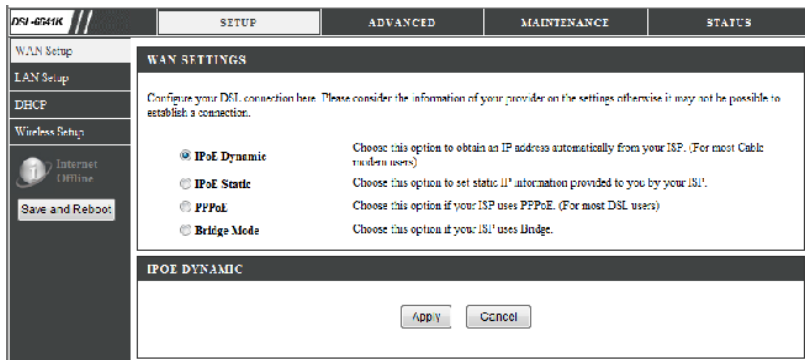 DSL-6641K
SETUP
ADVANCED
MAINTENANCE
STATUS
WAN Setup
LAN Setup
DHCP
Wireless Setup
Internet
Offline
Save and Reboot
WAN SETTINGS
Configure your DSL connection here. Please consider the information of your provider on the settings otherwise it may not be possible to
establish a connection.
IPoE Dynamic
Choose this option to obtain an IP address automatically from your ISP. (For most Cable
modem users)
IPoE Static
Choose this option to set static IP information provided to you by your ISP.
PPPoE
Choose this option if your ISP uses PPPoE. (For most DSL users)
Bridge Mode
Choose this option if your ISP uses Bridge.
IPOE DYNAMIC
Apply
Cancel